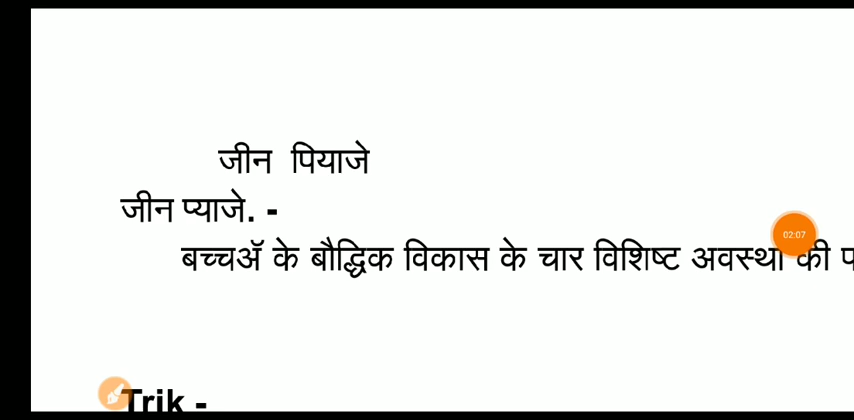 जीन पियाजे
जीन प्याजे. -
02:07
बच्चअॅ के बौद्धिक विकास के चार विशिष्ट अवस्था की
Trik -